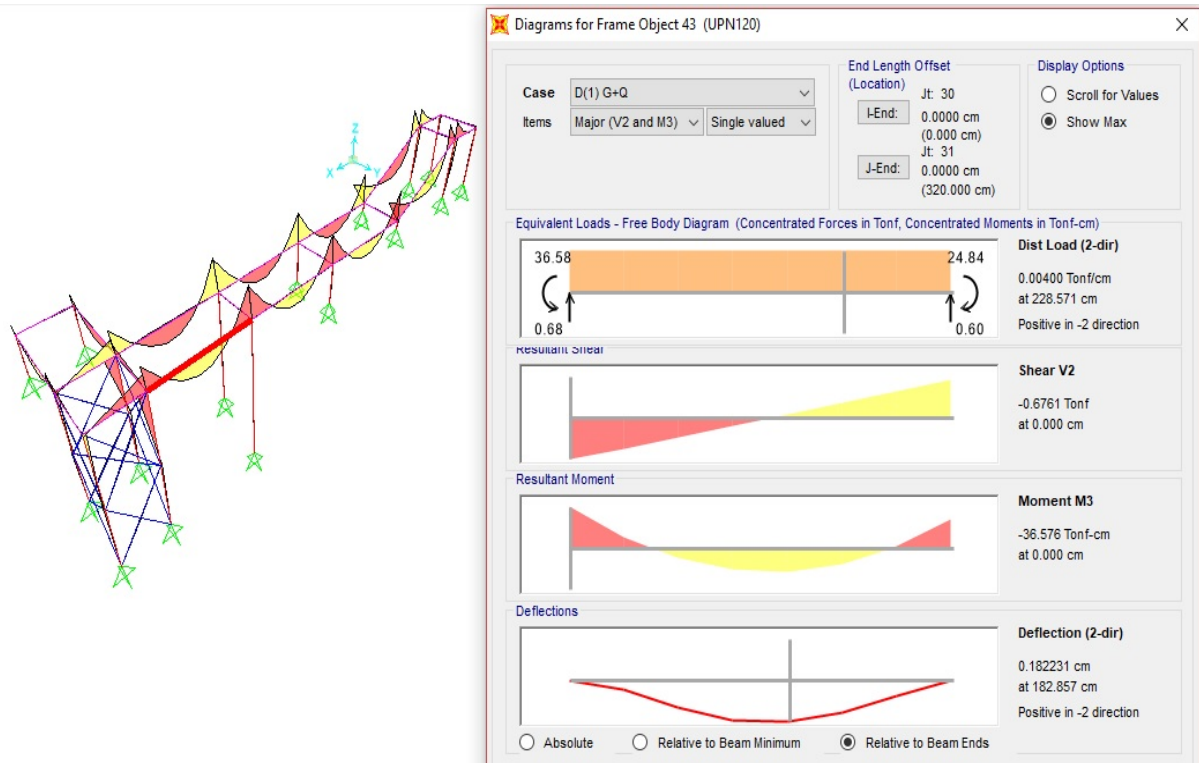 Diagrams for Frame Object 43 (UPN120)
Case D(1) G+Q
Items Major (V2 and M3) Single valued
End Length Offset
(Location)
Jt: 30
I-End: 0.0000 cm
(0.000 cm)
Jt: 31
J-End: 0.0000 cm
(320.000 cm)
Display Options
Scroll for Values
Show Max
Equivalent Loads - Free Body Diagram (Concentrated Forces in Tonf, Concentrated Moments in Tonf-cm)
36.58 24.84
0.68 0.60
Dist Load (2-dir)
0.00400 Tonf/cm
at 228.571 cm
Positive in -2 direction
Resultant Shear
Shear V2
-0.6761 Tonf
at 0.000 cm
Resultant Moment
Moment M3
-36.576 Tonf-cm
at 0.000 cm
Deflections
Deflection (2-dir)
0.182231 cm
at 182.857 cm
Positive in -2 direction
Absolute Relative to Beam Minimum Relative to Beam Ends
Z
X Y